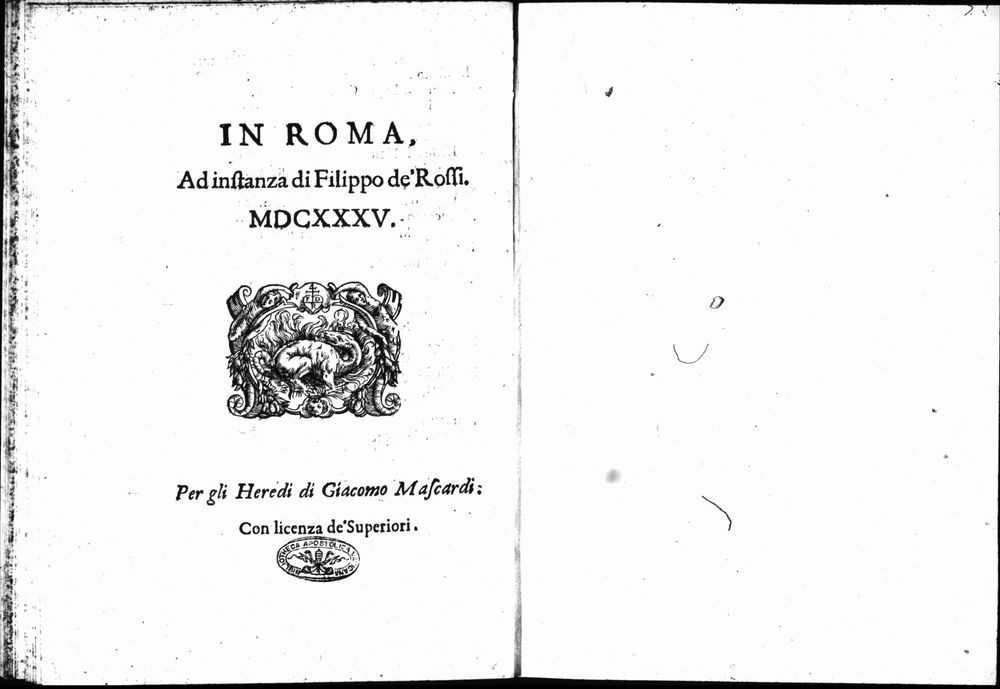 IN ROMA,
Ad inſtanza di Filippo de'Roſſi.
MDCXXXV.
Per gli Heredi di Giacomo Maſcardi:
Con licenza de'Superiori.
BIBLIOTHECA APOSTOLICA VATICANA